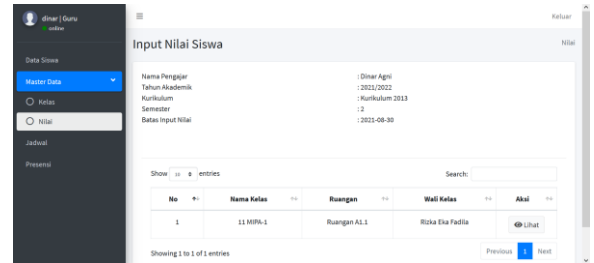 dinar | Guru
online
Keluar
Input Nilai Siswa
Nilai
Data Siswa
Master Data
Kelas
Nilai
Jadwal
Presensi
Nama Pengajar : Dinar Agni
Tahun Akademik : 2021/2022
Kurikulum : Kurikulum 2013
Semester : 2
Batas Input Nilai : 2021-08-30
Show 10 entries Search:
No Nama Kelas Ruangan Wali Kelas Aksi
1 11 MIPA-1 Ruangan A1.1 Rizka Eka Fadila Lihat
Showing 1 to 1 of 1 entries Previous 1 Next